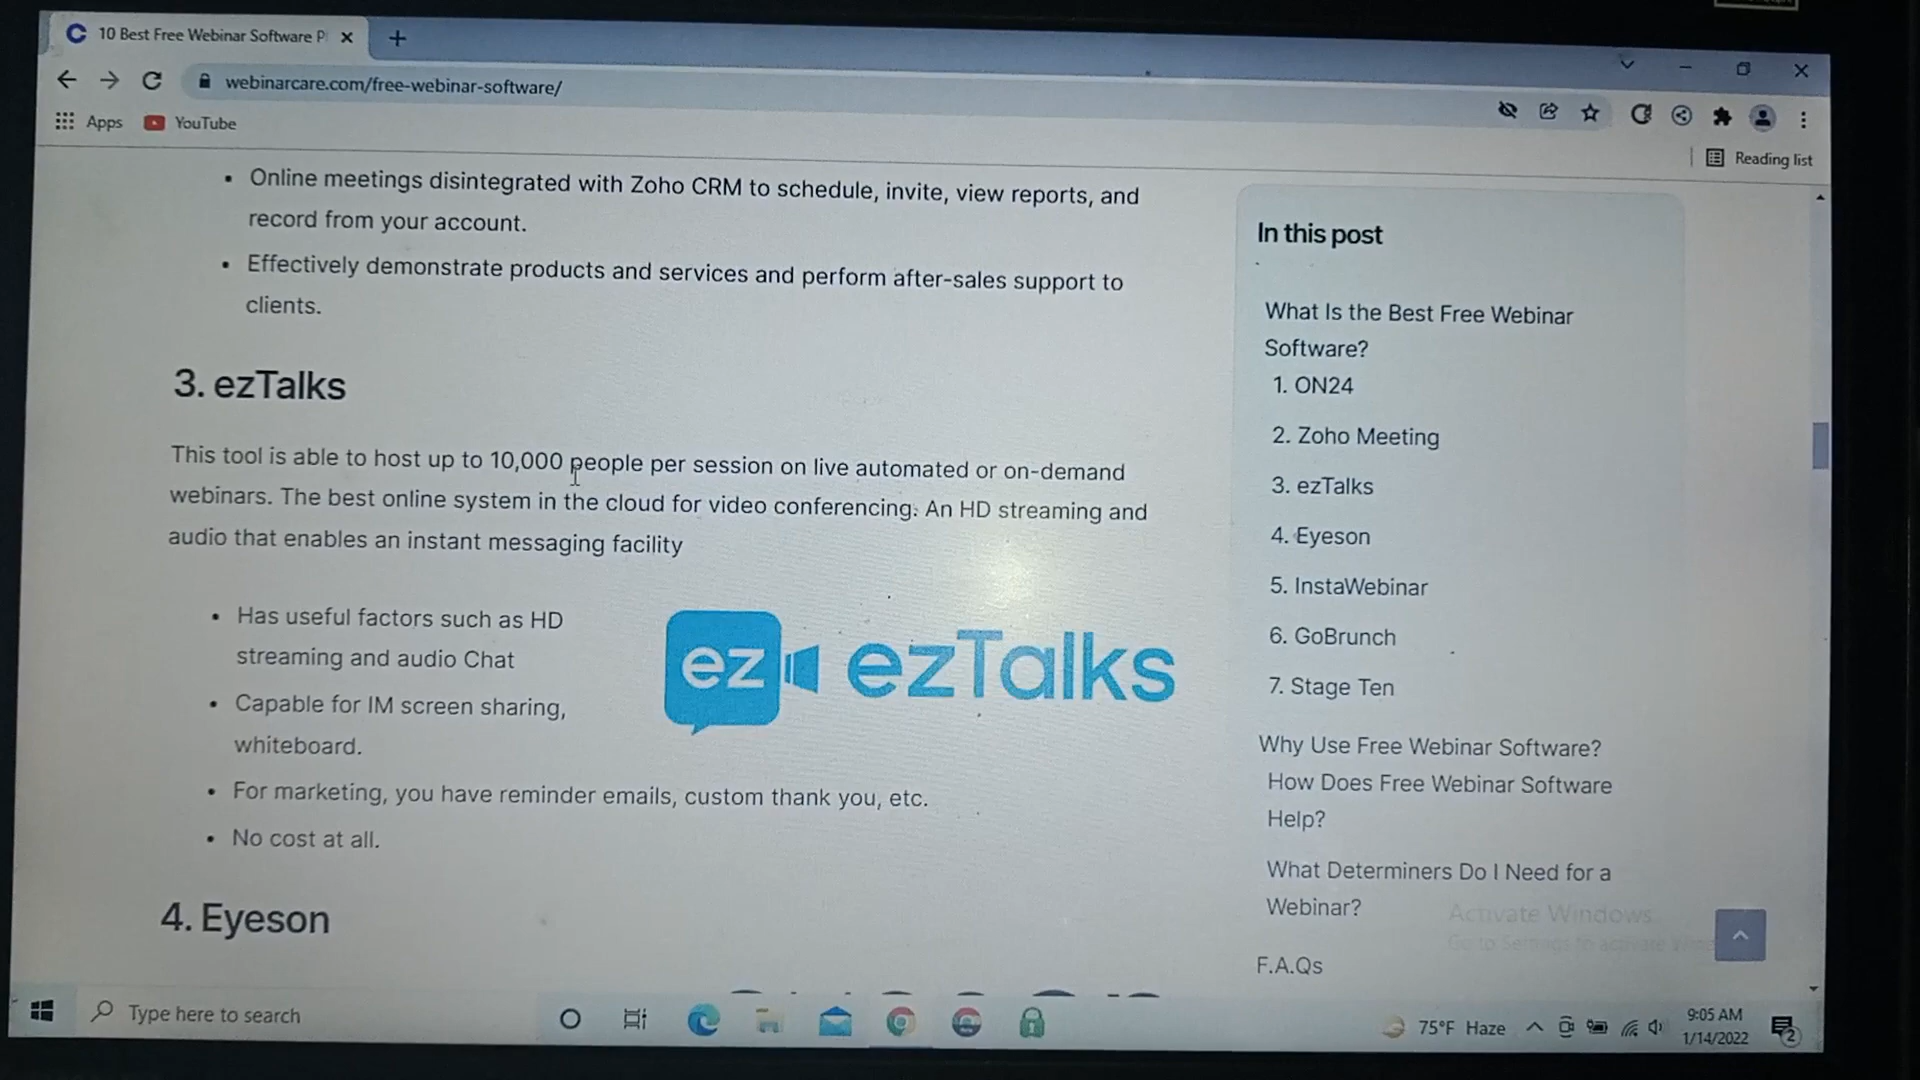 10 Best Free Webinar Software P
webinarcare.com/free-webinar-software/
Apps
YouTube
Reading list
Online meetings disintegrated with Zoho CRM to schedule, invite, view reports, and
record from your account.
Effectively demonstrate products and services and perform after-sales support to
clients.
3. ezTalks
This tool is able to host up to 10,000 people per session on live automated or on-demand
webinars. The best online system in the cloud for video conferencing. An HD streaming and
audio that enables an instant messaging facility
Has useful factors such as HD
streaming and audio Chat
Capable for IM screen sharing,
whiteboard.
For marketing, you have reminder emails, custom thank you, etc.
No cost at all.
ez ezTalks
4. Eyeson
In this post
What Is the Best Free Webinar
Software?
1. ON24
2. Zoho Meeting
3. ezTalks
4. Eyeson
5. InstaWebinar
6. GoBrunch
7. Stage Ten
Why Use Free Webinar Software?
How Does Free Webinar Software
Help?
What Determiners Do I Need for a
Webinar?
F.A.Qs
Activate Windows
Go to Settings to activate
Type here to search
75°F Haze
9:05 AM
1/14/2022
2